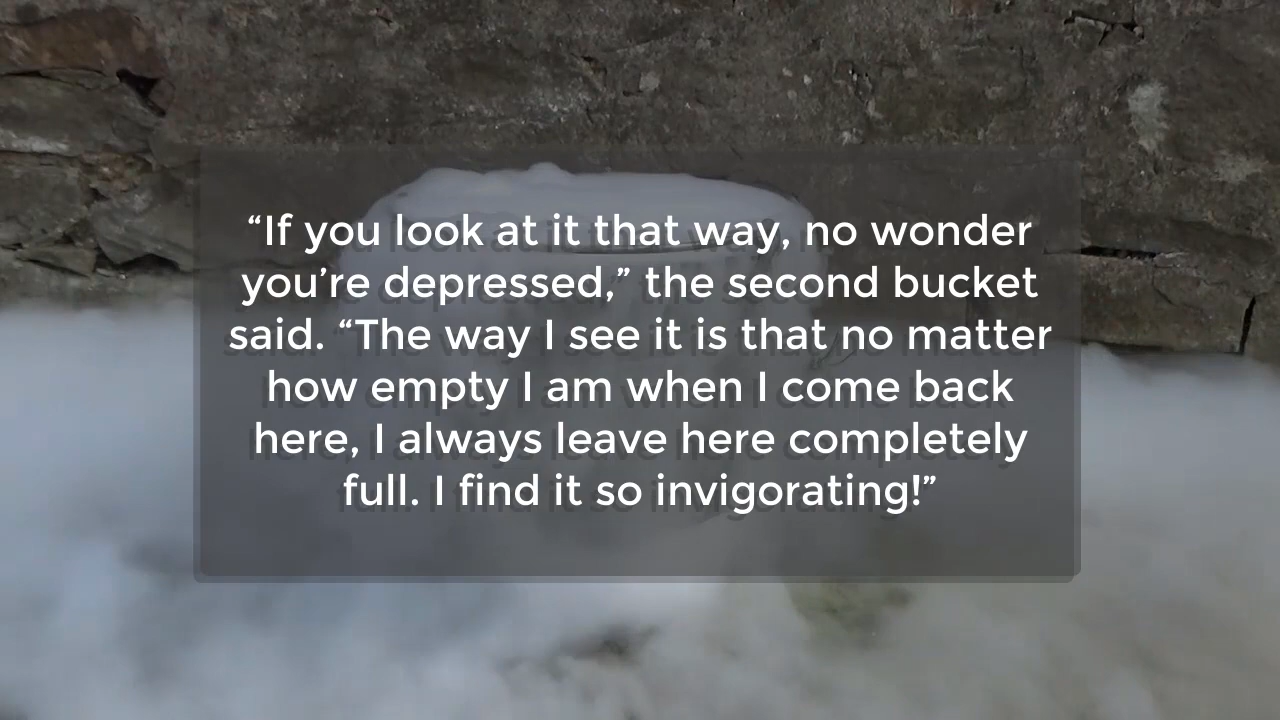 “If you look at it that way, no wonder
you’re depressed,” the second bucket
said. “The way I see it is that no matter
how empty I am when I come back
here, I always leave here completely
full. I find it so invigorating!”